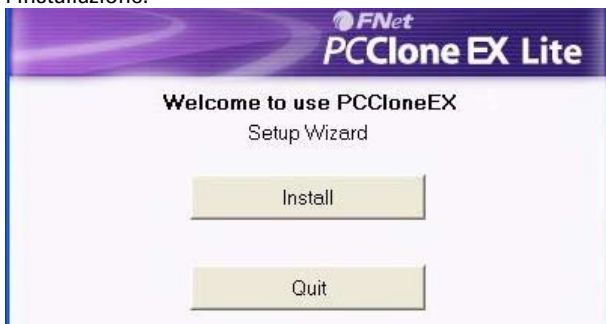 l'installazione.
FNet
PCClone EX Lite
Welcome to use PCCloneEX
Setup Wizard
Install
Quit